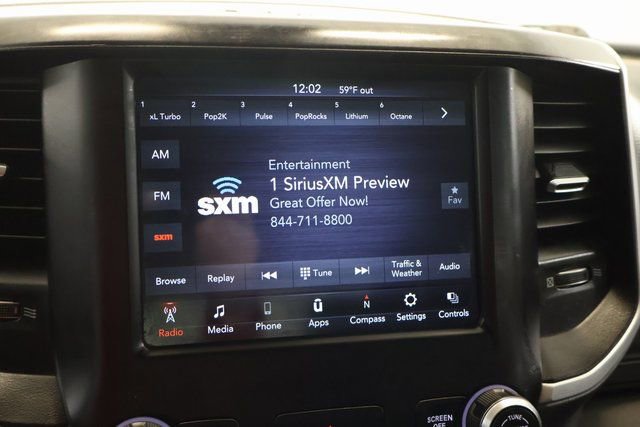 12:02 59°F out
1 2 3 4 5 6
xL Turbo Pop2K Pulse PopRocks Lithium Octane
AM
FM
sxm
sxm
Entertainment
1 SiriusXM Preview
Great Offer Now!
844-711-8800
Fav
Browse Replay Tune Traffic & Weather Audio
Radio Media Phone Apps Compass Settings Controls
N
SCREEN
OFF
TUNE